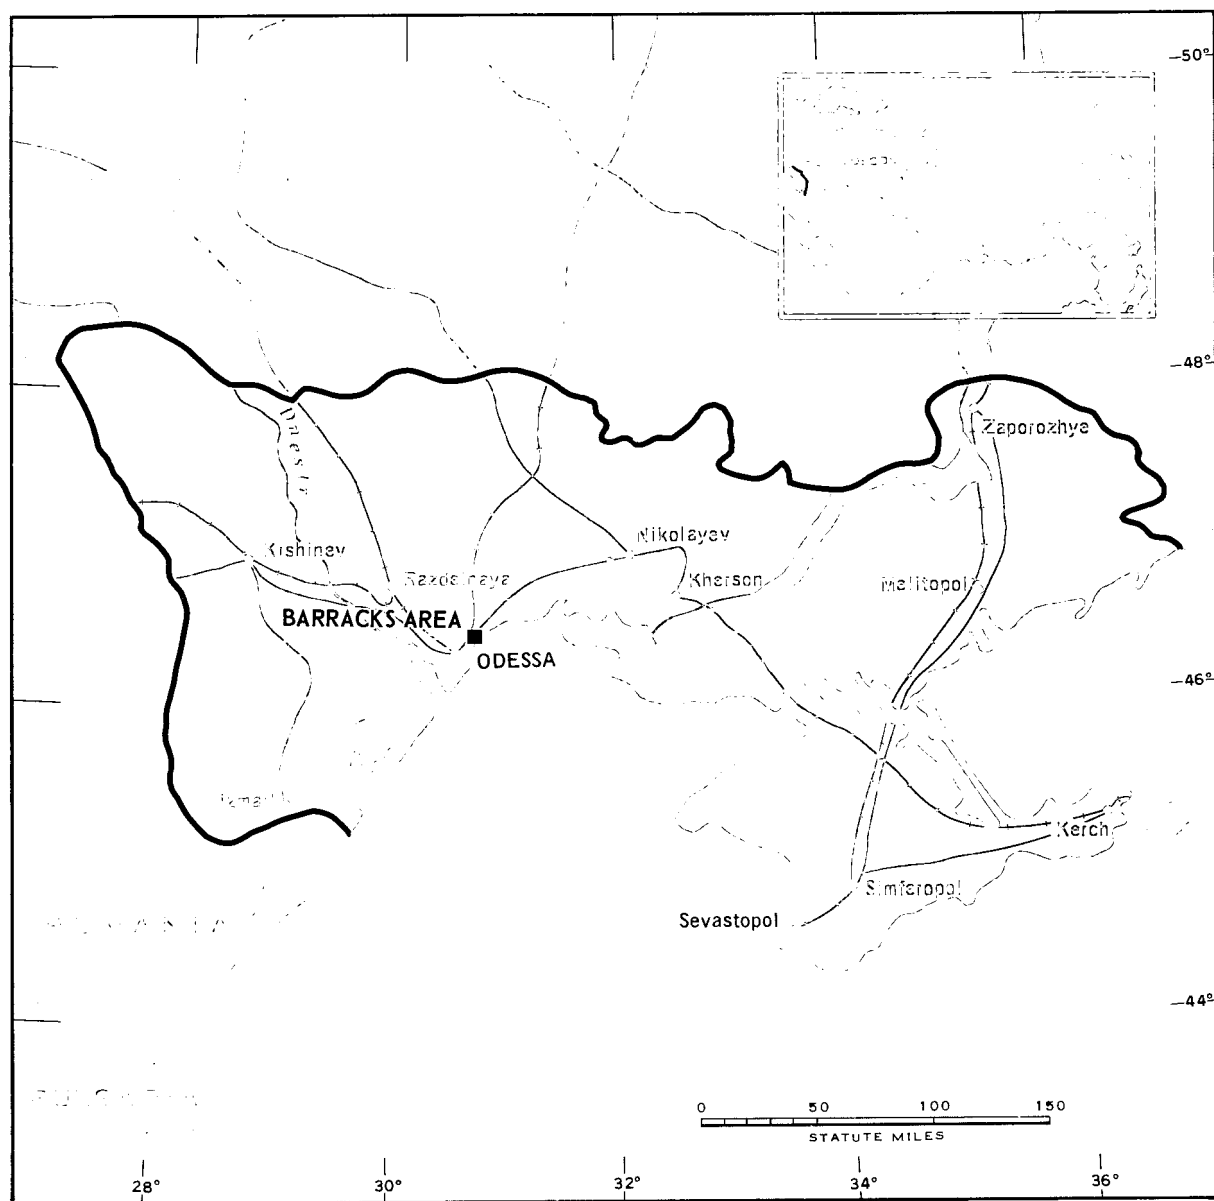 50°
48°
Dnestr
Zaporozhye
Nikolayev
Kishinev
Razdelnaya
Kherson
Melitopol
BARRACKS AREA
ODESSA
46°
Izmail
Kerch
Simferopol
Sevastopol
44°
0 50 100 150
STATUTE MILES
28° 30° 32° 34° 36°